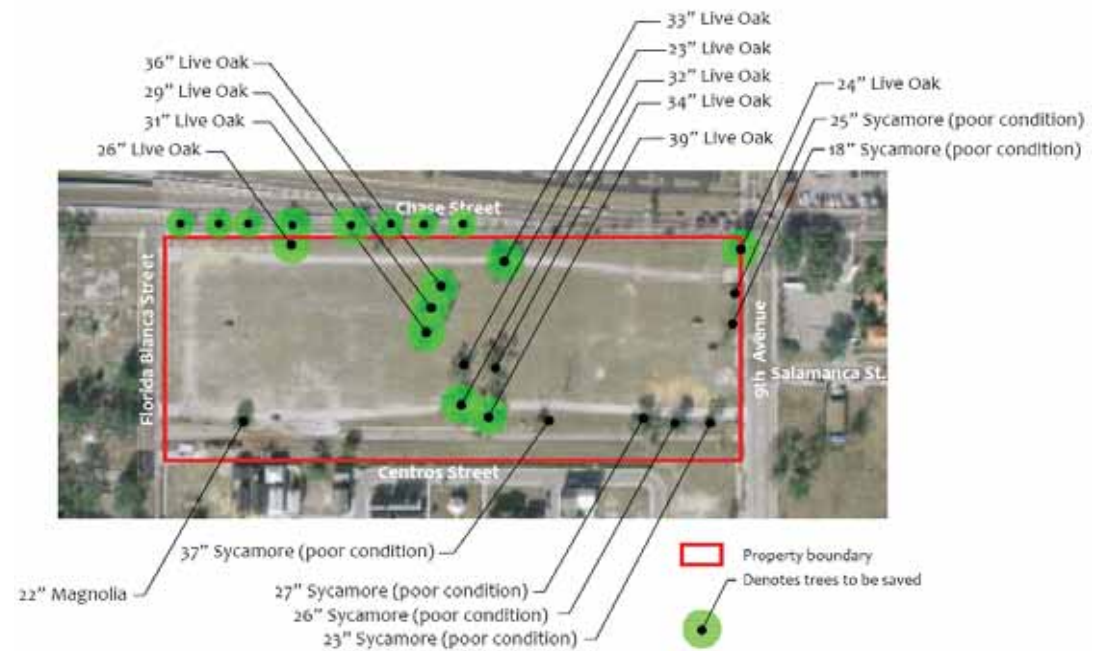 33” Live Oak
23” Live Oak
32” Live Oak
34” Live Oak
39” Live Oak
36” Live Oak
29” Live Oak
31” Live Oak
26” Live Oak
24” Live Oak
25” Sycamore (poor condition)
18” Sycamore (poor condition)
Chase Street
Florida Blanca Street
9th Avenue
Salamanca St.
Centros Street
37” Sycamore (poor condition)
22” Magnolia
27” Sycamore (poor condition)
26” Sycamore (poor condition)
23” Sycamore (poor condition)
Property boundary
Denotes trees to be saved